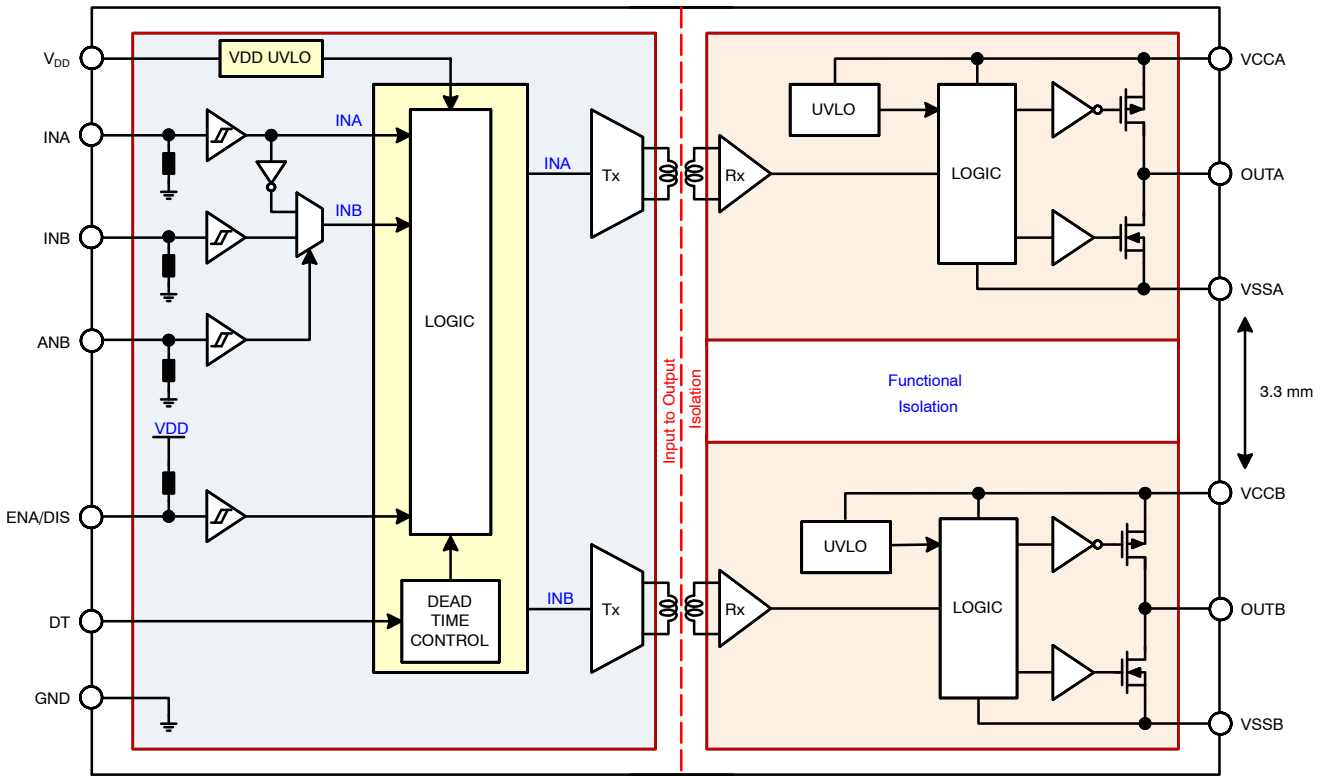 VDD
VDD UVLO
INA
INA
INB
INB
ANB
VDD
ENA/DIS
DT
GND
LOGIC
DEAD
TIME
CONTROL
INA
Tx
INB
Tx
Input to Output
Isolation
Rx
UVLO
LOGIC
VCCA
OUTA
VSSA
Functional
Isolation
3.3 mm
Rx
UVLO
LOGIC
VCCB
OUTB
VSSB